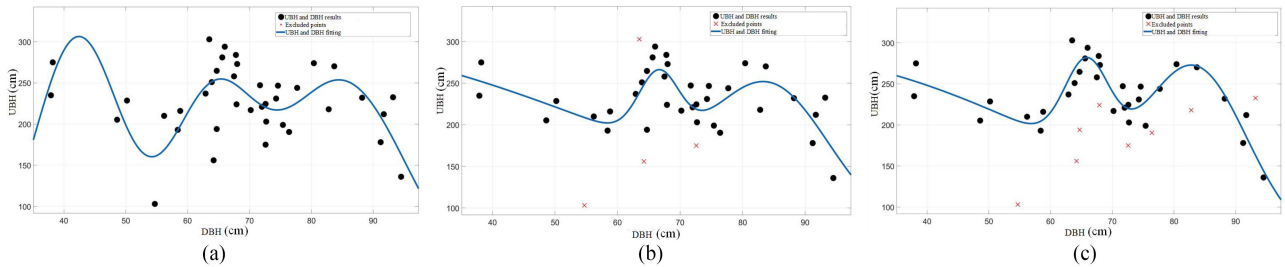 UBH and DBH results
Excluded points
UBH and DBH fitting
300
250
200
150
100
UBH (cm)
40
50
60
70
80
90
DBH (cm)
(a)
UBH and DBH results
Excluded points
UBH and DBH fitting
300
250
200
150
100
UBH (cm)
40
50
60
70
80
90
DBH (cm)
(b)
UBH and DBH results
Excluded points
UBH and DBH fitting
300
250
200
150
100
UBH (cm)
40
50
60
70
80
90
DBH (cm)
(c)